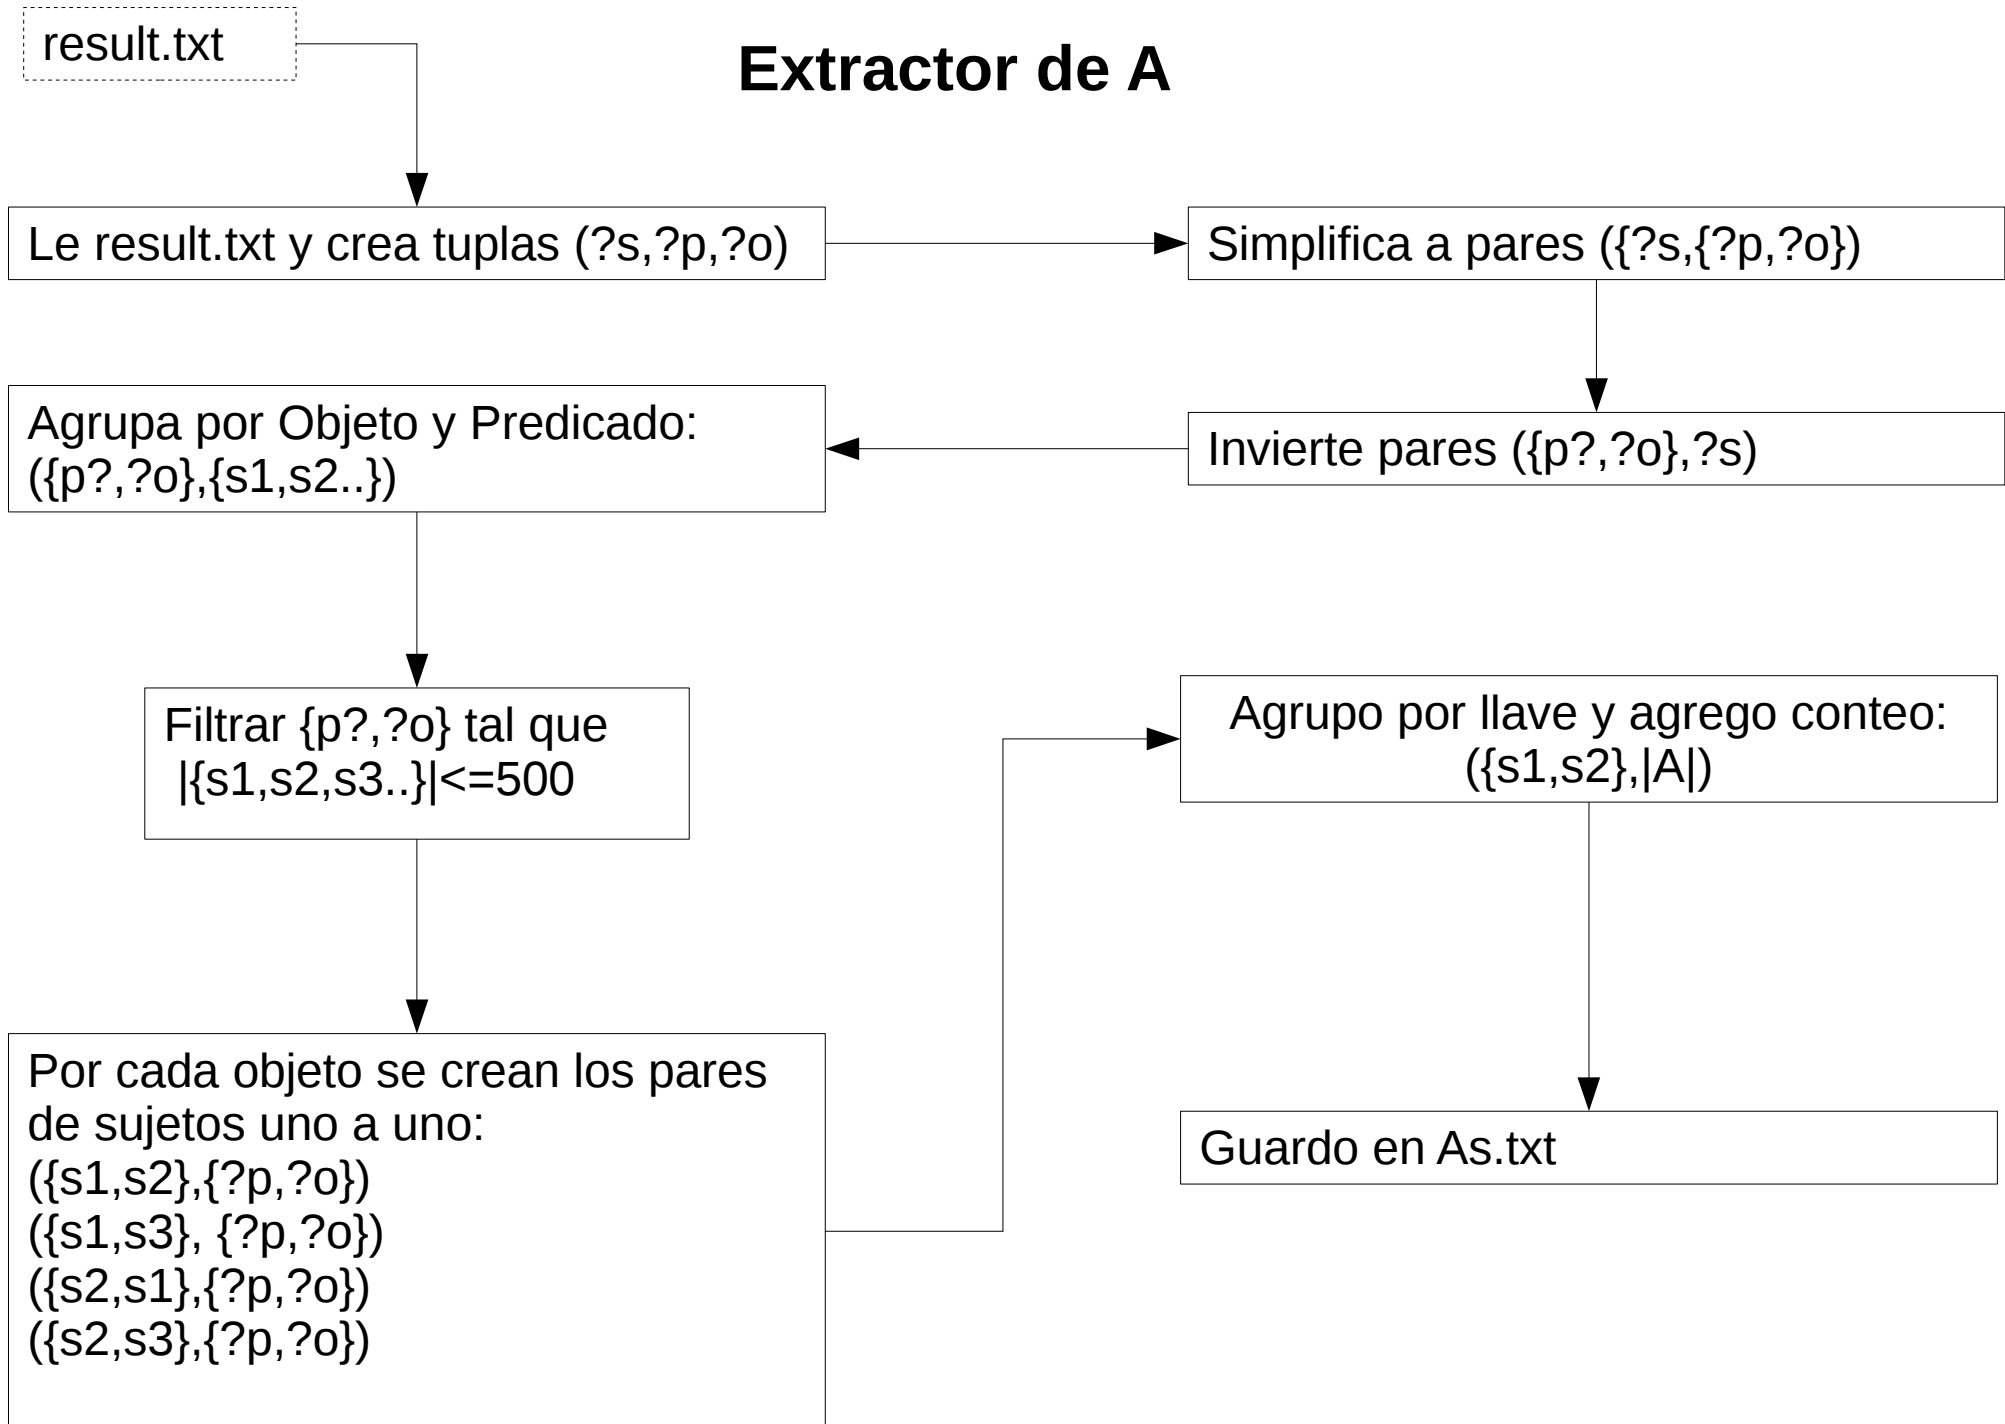 result.txt
Extractor de A
Le result.txt y crea tuplas (?s,?p,?o)
Simplifica a pares ({?s,{?p,?o})
Invierte pares ({p?,?o},?s)
Agrupa por Objeto y Predicado:
({p?,?o},{s1,s2..})
Filtrar {p?,?o} tal que
|{s1,s2,s3..}|<=500
Por cada objeto se crean los pares
de sujetos uno a uno:
({s1,s2},{?p,?o})
({s1,s3}, {?p,?o})
({s2,s1},{?p,?o})
({s2,s3},{?p,?o})
Agrupo por llave y agrego conteo:
({s1,s2},|A|)
Guardo en As.txt